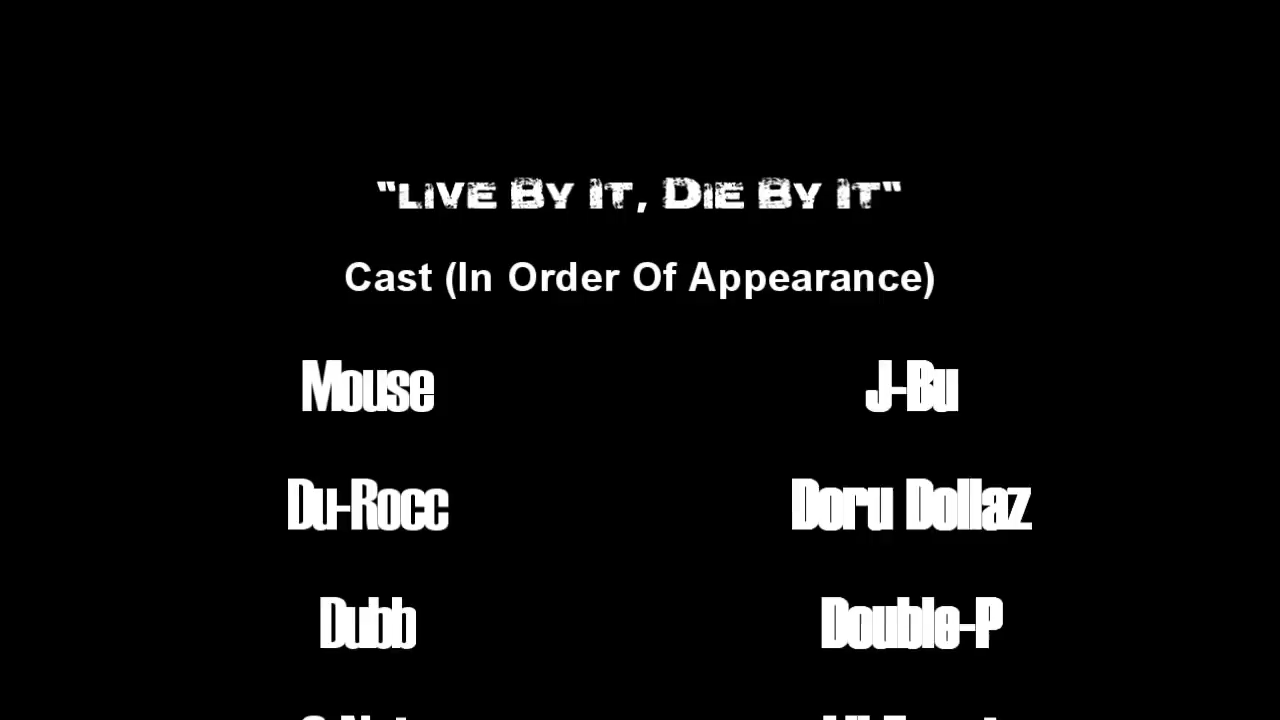 "Live By It, Die By It"
Cast (In Order Of Appearance)
Mouse J-Bu
Du-Rocc Doru Dollaz
Dubb Double-P